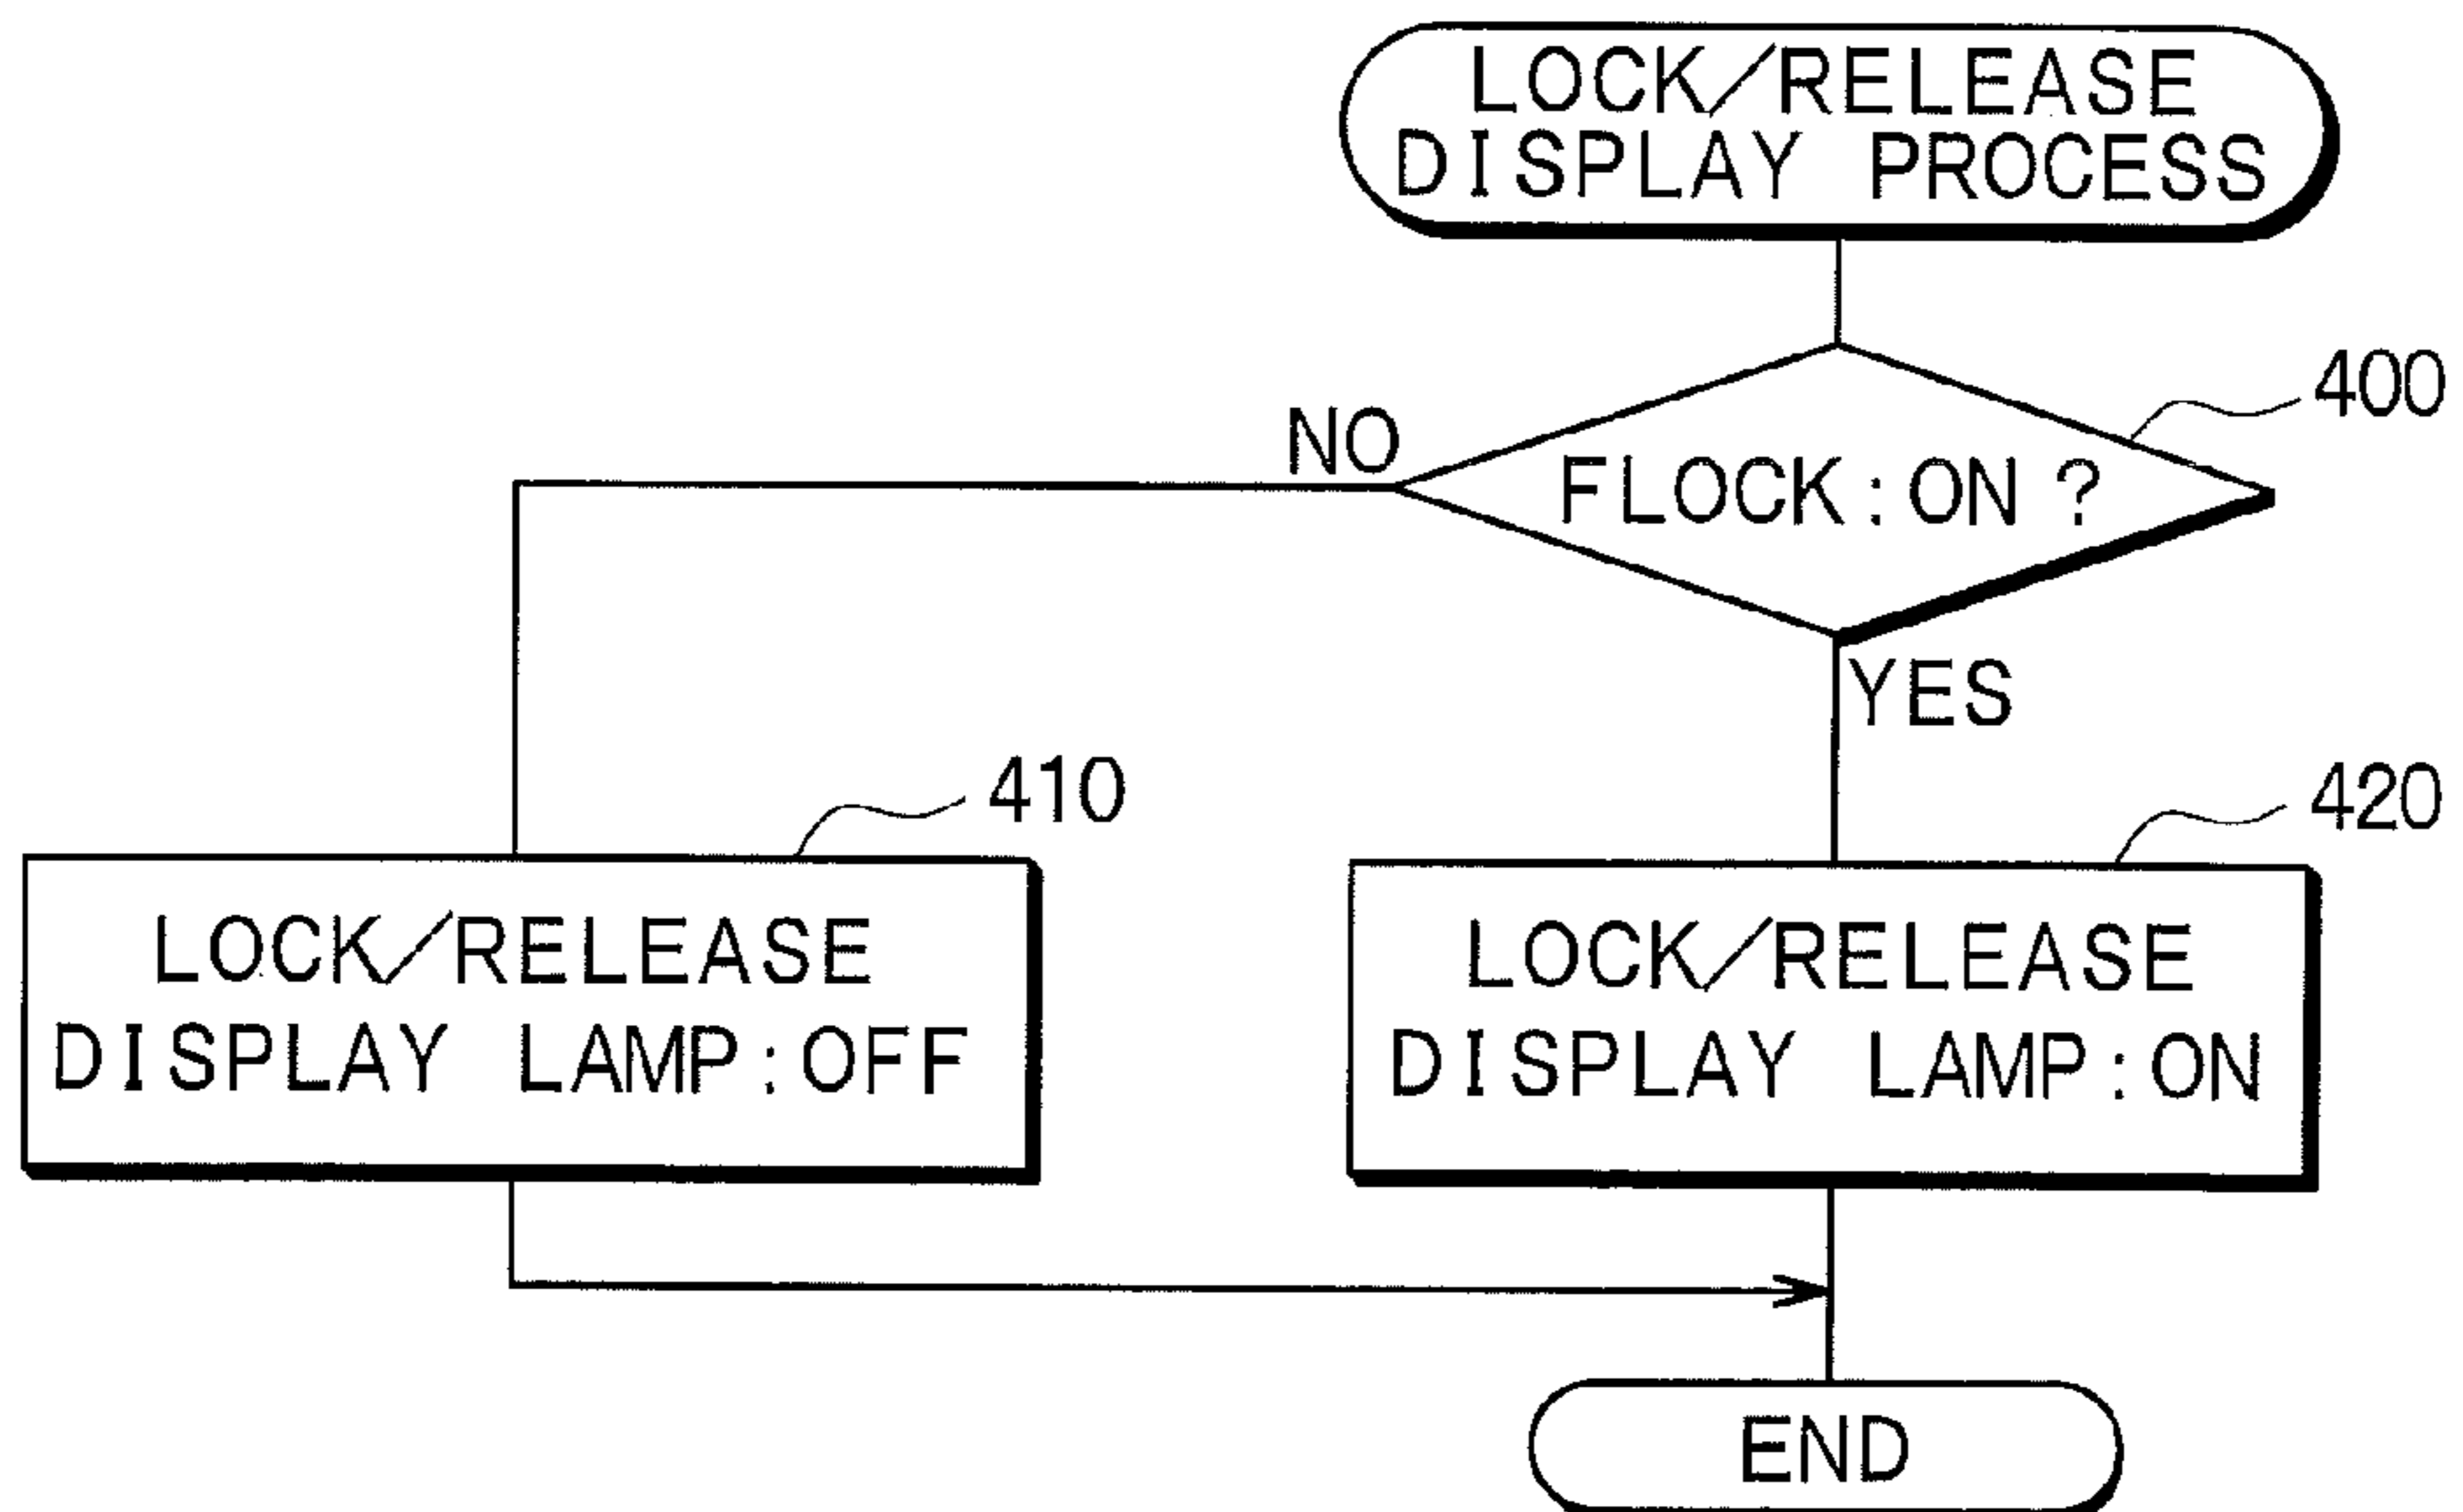 LOCK/RELEASE
DISPLAY PROCESS
400
NO
FLOCK:ON?
YES
410
420
LOCK/RELEASE
DISPLAY LAMP:OFF
LOCK/RELEASE
DISPLAY LAMP:ON
END